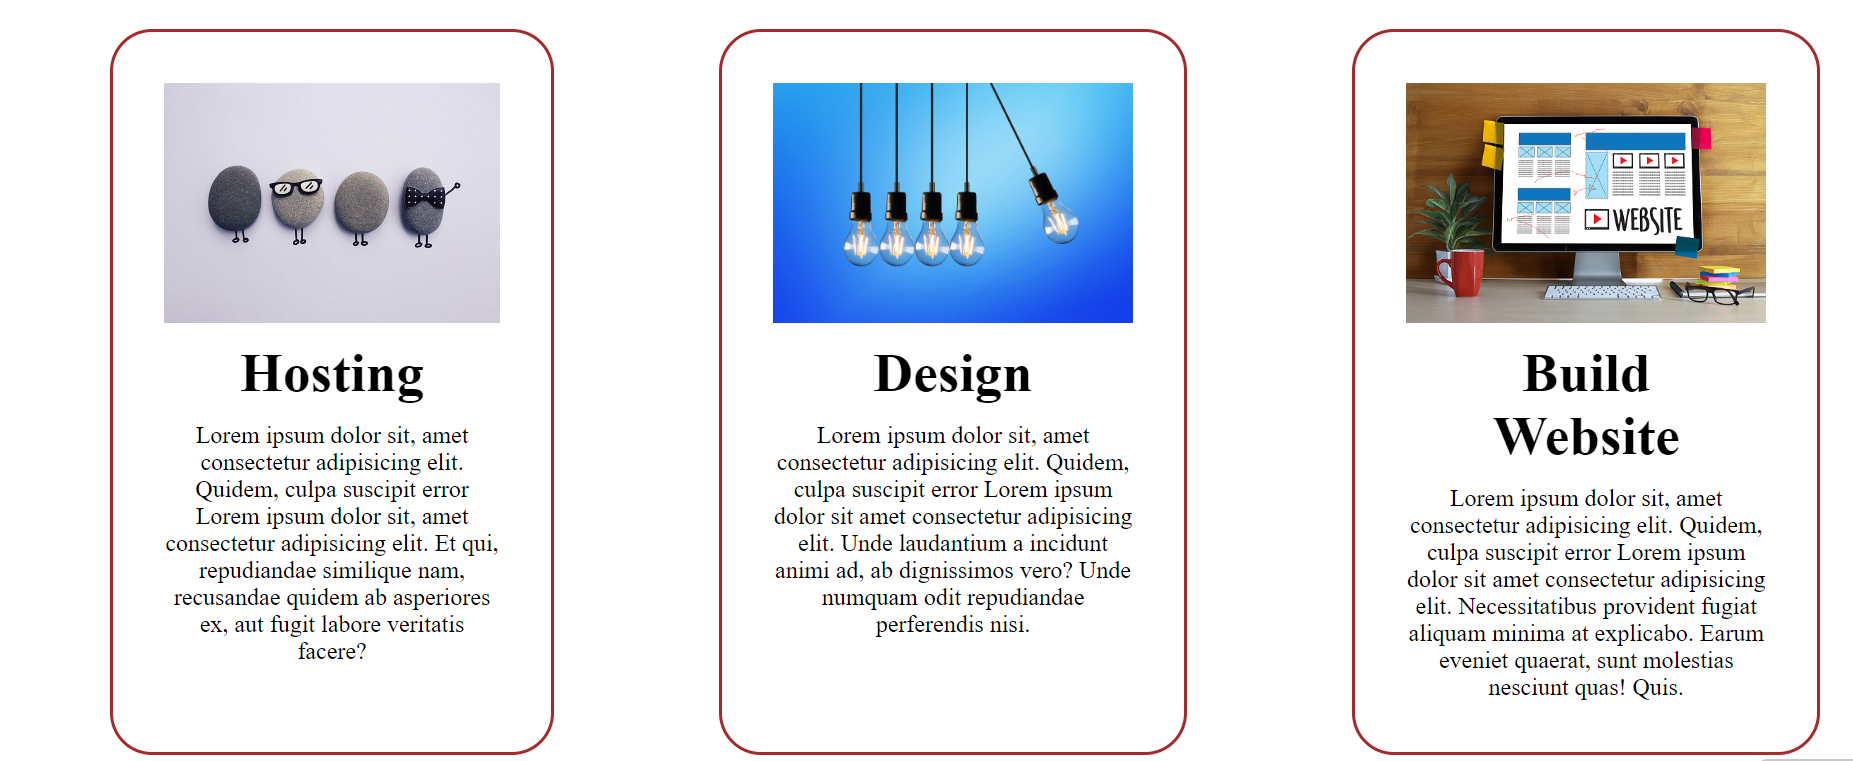 Hosting
Lorem ipsum dolor sit, amet
consectetur adipisicing elit.
Quidem, culpa suscipit error
Lorem ipsum dolor sit, amet
consectetur adipisicing elit. Et qui,
repudiandae similique nam,
recusandae quidem ab asperiores
ex, aut fugit labore veritatis
facere?
Design
Lorem ipsum dolor sit, amet
consectetur adipisicing elit. Quidem,
culpa suscipit error Lorem ipsum
dolor sit amet consectetur adipisicing
elit. Unde laudantium a incidunt
animi ad, ab dignissimos vero? Unde
numquam odit repudiandae
perferendis nisi.
WEBSITE
Build
Website
Lorem ipsum dolor sit, amet
consectetur adipisicing elit. Quidem,
culpa suscipit error Lorem ipsum
dolor sit amet consectetur adipisicing
elit. Necessitatibus provident fugiat
aliquam minima at explicabo. Earum
eveniet quaerat, sunt molestias
nesciunt quas! Quis.